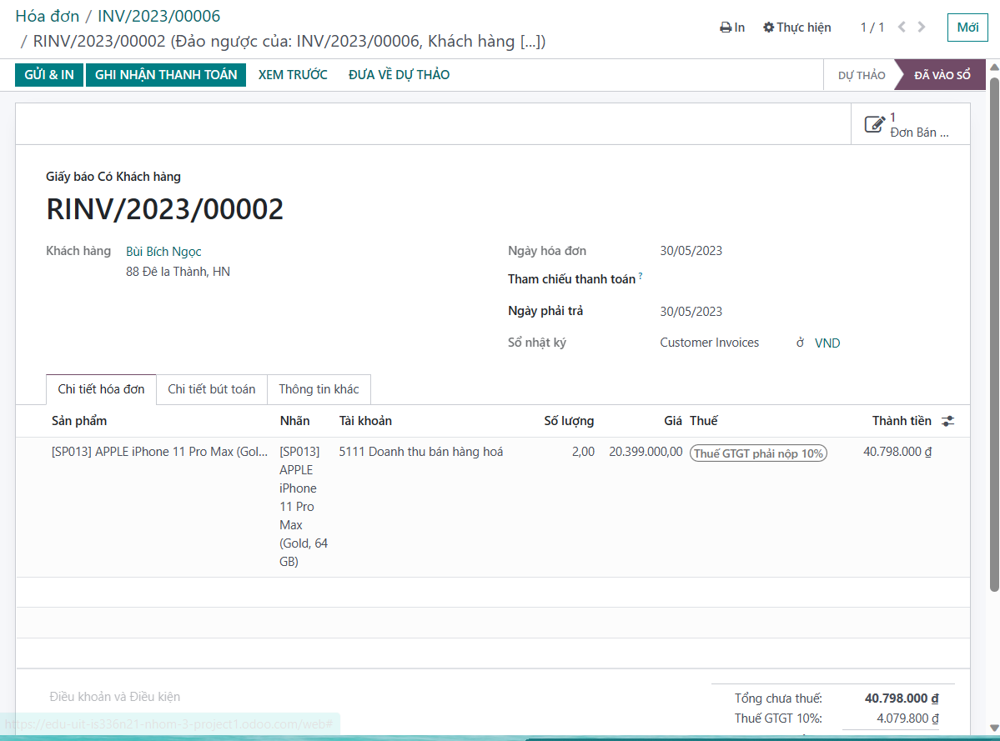 Hóa đơn / INV/2023/00006
/ RINV/2023/00002 (Đảo ngược của: INV/2023/00006, Khách hàng [...])
In
Thực hiện
1 / 1
Mới
GỬI & IN
GHI NHẬN THANH TOÁN
XEM TRƯỚC
ĐƯA VỀ DỰ THẢO
DỰ THẢO
ĐÃ VÀO SỔ
1
Đơn Bán ...
Giấy báo Có Khách hàng
RINV/2023/00002
Khách hàng Bùi Bích Ngọc
88 Đê la Thành, HN
Ngày hóa đơn 30/05/2023
Tham chiếu thanh toán ?
Ngày phải trả 30/05/2023
Sổ nhật ký Customer Invoices ở VND
Chi tiết hóa đơn Chi tiết bút toán Thông tin khác
Sản phẩm Nhãn Tài khoản Số lượng Giá Thuế Thành tiền
[SP013] APPLE iPhone 11 Pro Max (Gol... [SP013] 5111 Doanh thu bán hàng hoá 2,00 20.399.000,00 Thuế GTGT phải nộp 10% 40.798.000 ₫
APPLE
iPhone
11 Pro
Max
(Gold, 64
GB)
Điều khoản và Điều kiện
Tổng chưa thuế: 40.798.000 ₫
Thuế GTGT 10%: 4.079.800 ₫
https://edu-uit-is336n21-nhom-3-project1.odoo.com/web#